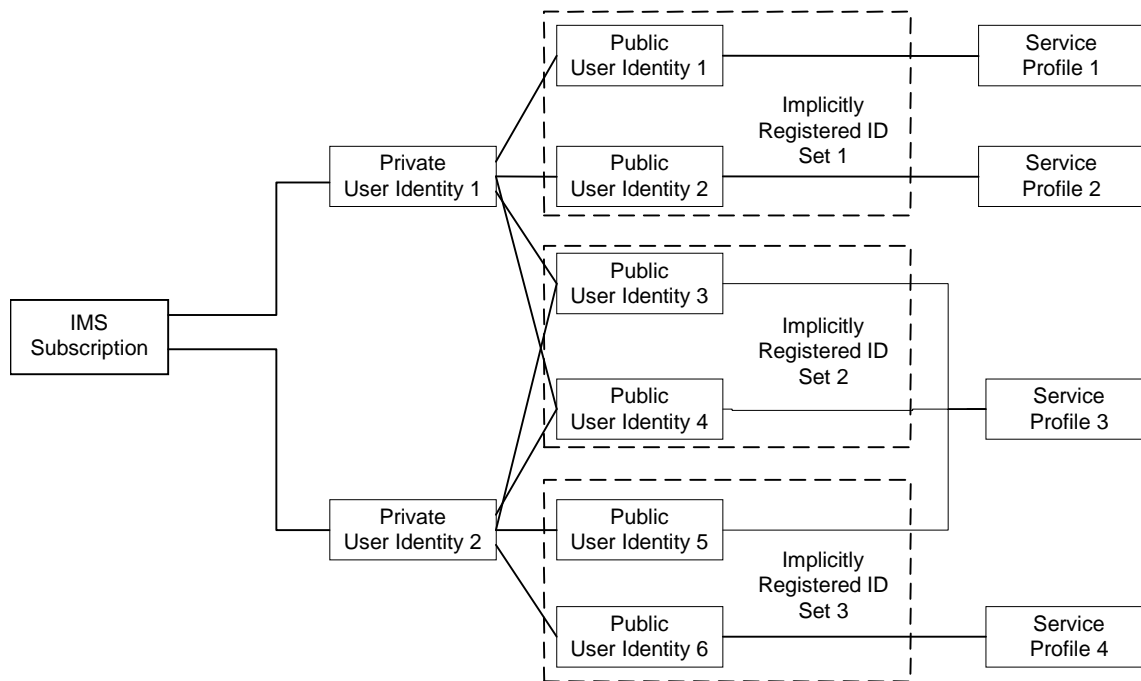 Public
User Identity 1
Service
Profile 1
Implicitly
Registered ID
Set 1
Private
User Identity 1
Public
User Identity 2
Service
Profile 2
Public
User Identity 3
IMS
Subscription
Implicitly
Registered ID
Set 2
Public
User Identity 4
Service
Profile 3
Private
User Identity 2
Public
User Identity 5
Implicitly
Registered ID
Set 3
Public
User Identity 6
Service
Profile 4